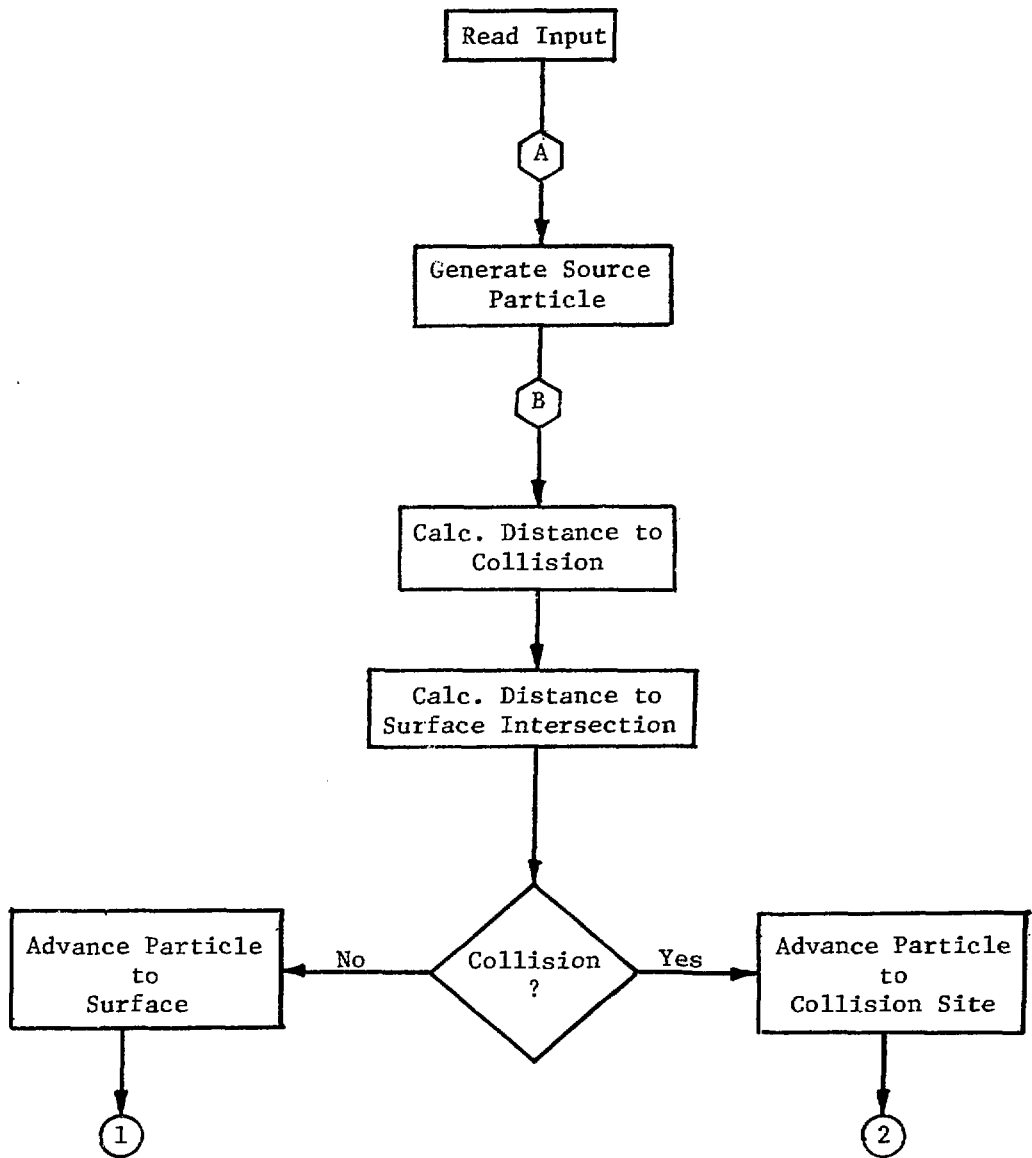 Read Input
A
Generate Source
Particle
B
Calc. Distance to
Collision
Calc. Distance to
Surface Intersection
Advance Particle
to
Surface
No
Collision
?
Yes
Advance Particle
to
Collision Site
1
2